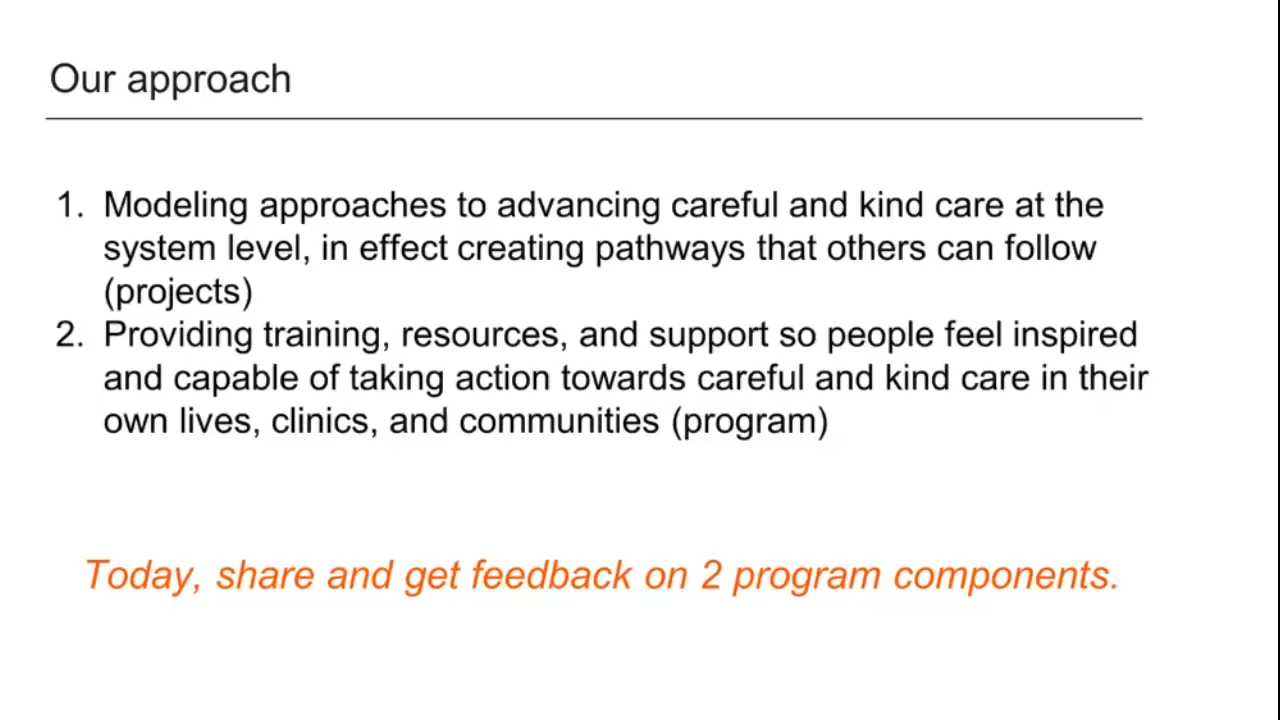 Our approach
1. Modeling approaches to advancing careful and kind care at the
system level, in effect creating pathways that others can follow
(projects)
2. Providing training, resources, and support so people feel inspired
and capable of taking action towards careful and kind care in their
own lives, clinics, and communities (program)
Today, share and get feedback on 2 program components.